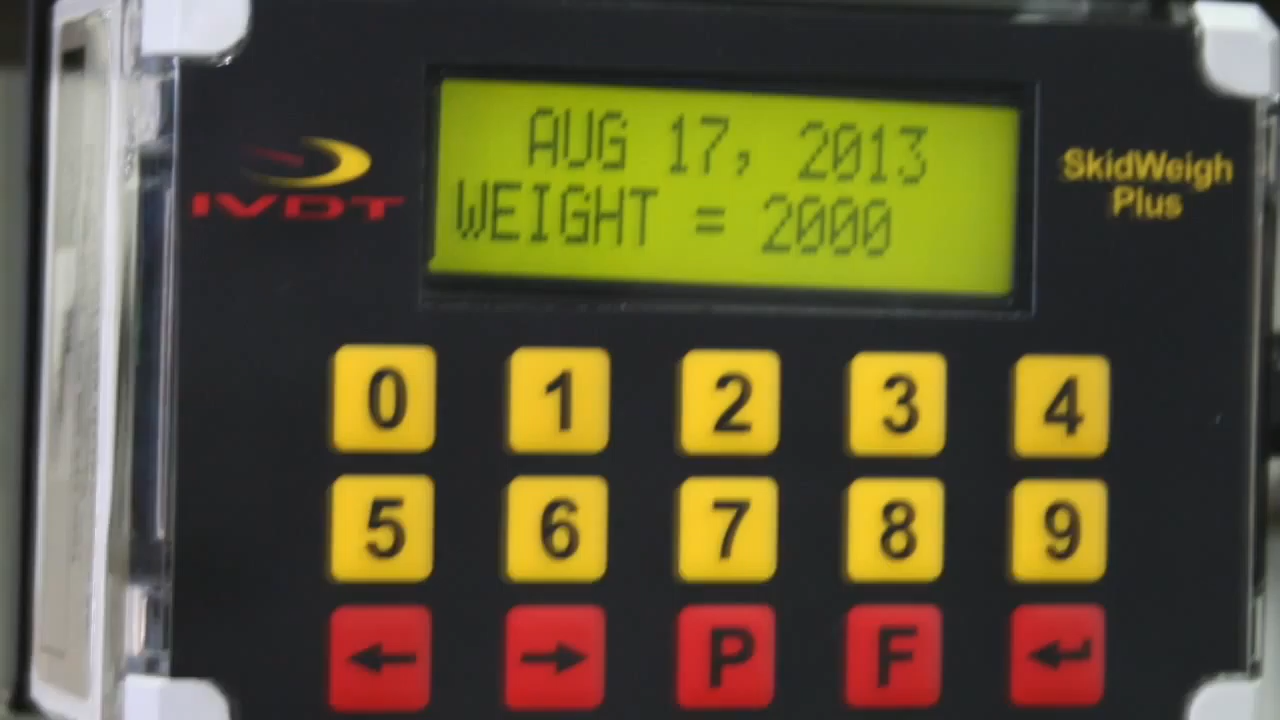 AUG 17, 2013
WEIGHT = 2000
IVDT
SkidWeigh
Plus
0 1 2 3 4
5 6 7 8 9
← → P F ↵